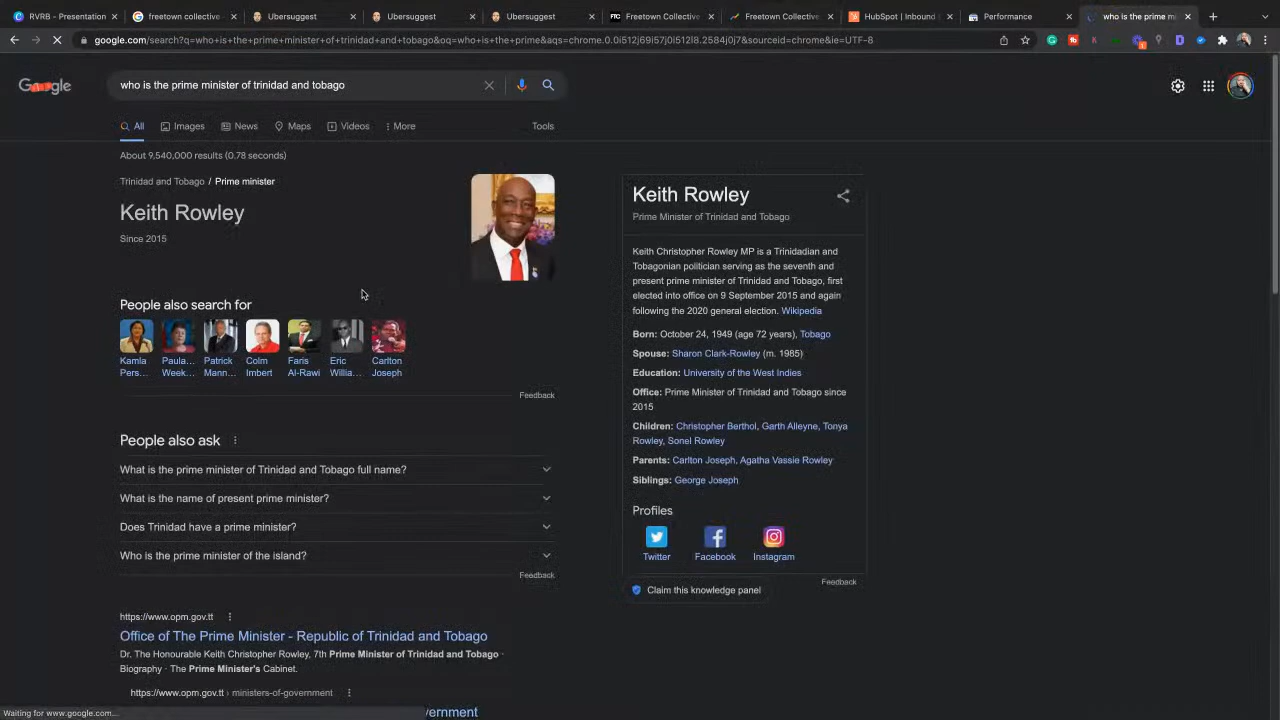 RVRB - Presentation
freetown collective
Ubersuggest
Ubersuggest
Ubersuggest
Freetown Collective
Freetown Collective
HubSpot | Inbound
Performance
who is the prime mi
google.com/search?q=who+is+the+prime+minister+of+trinidad+and+tobago&oq=who+is+the+prime&aqs=chrome.0.0i512j69i57j0i512l8.2584j0j7&sourceid=chrome&ie=UTF-8
Google
who is the prime minister of trinidad and tobago
All
Images
News
Maps
Videos
More
Tools
About 9,540,000 results (0.78 seconds)
Trinidad and Tobago / Prime minister
Keith Rowley
Since 2015
People also search for
Kamla Pers...
Paula... Week...
Patrick Mann...
Colm Imbert
Faris Al-Rawi
Eric Willia...
Carlton Joseph
Feedback
People also ask
What is the prime minister of Trinidad and Tobago full name?
What is the name of present prime minister?
Does Trinidad have a prime minister?
Who is the prime minister of the island?
Feedback
https://www.opm.gov.tt
Office of The Prime Minister - Republic of Trinidad and Tobago
Dr. The Honourable Keith Christopher Rowley, 7th Prime Minister of Trinidad and Tobago ·
Biography · The Prime Minister's Cabinet.
https://www.opm.gov.tt › ministers-of-government
vernment
Waiting for www.google.com...
Keith Rowley
Prime Minister of Trinidad and Tobago
Keith Christopher Rowley MP is a Trinidadian and
Tobagonian politician serving as the seventh and
present prime minister of Trinidad and Tobago, first
elected into office on 9 September 2015 and again
following the 2020 general election. Wikipedia
Born: October 24, 1949 (age 72 years), Tobago
Spouse: Sharon Clark-Rowley (m. 1985)
Education: University of the West Indies
Office: Prime Minister of Trinidad and Tobago since
2015
Children: Christopher Berthol, Garth Alleyne, Tonya
Rowley, Sonel Rowley
Parents: Carlton Joseph, Agatha Vassie Rowley
Siblings: George Joseph
Profiles
Twitter
Facebook
Instagram
Feedback
Claim this knowledge panel